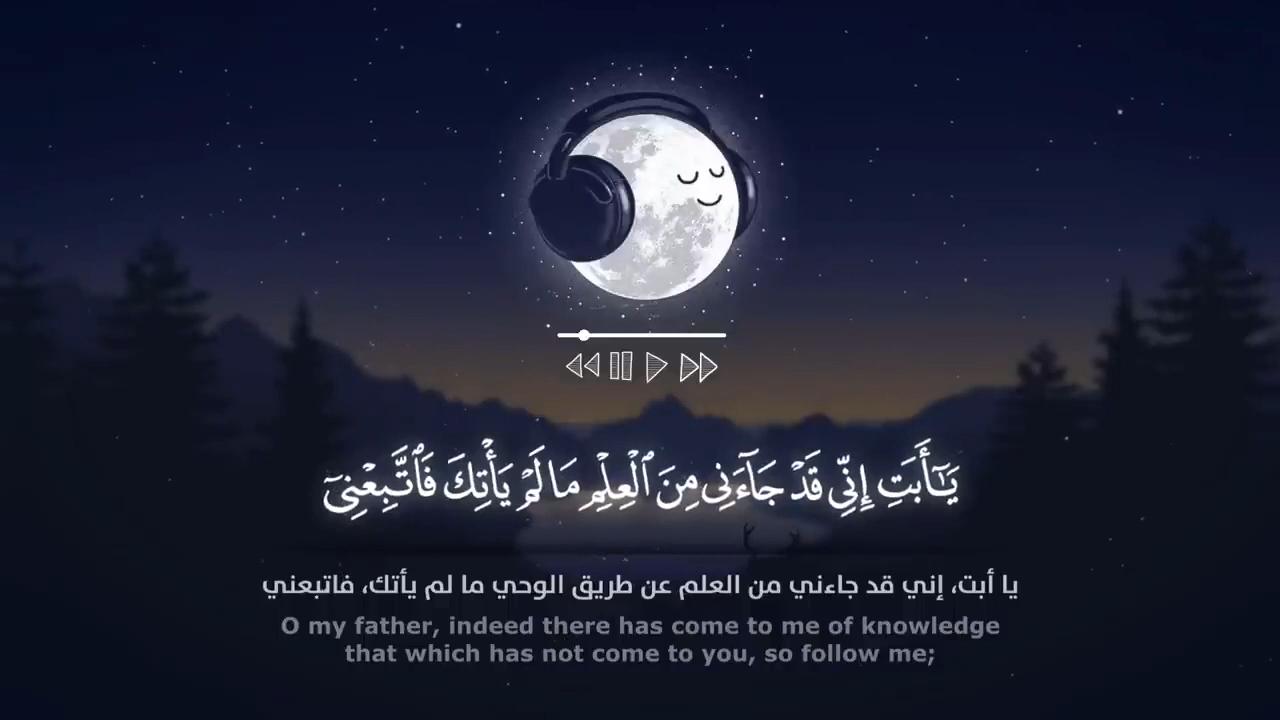 يَـٰٓأَبَتِ إِنِّى قَدْ جَآءَنِى مِنَ ٱلْعِلْمِ مَا لَمْ يَأْتِكَ فَٱتَّبِعْنِىٓ
يا أبت، إني قد جاءني من العلم عن طريق الوحي ما لم يأتك، فاتبعني
O my father, indeed there has come to me of knowledge
that which has not come to you, so follow me;